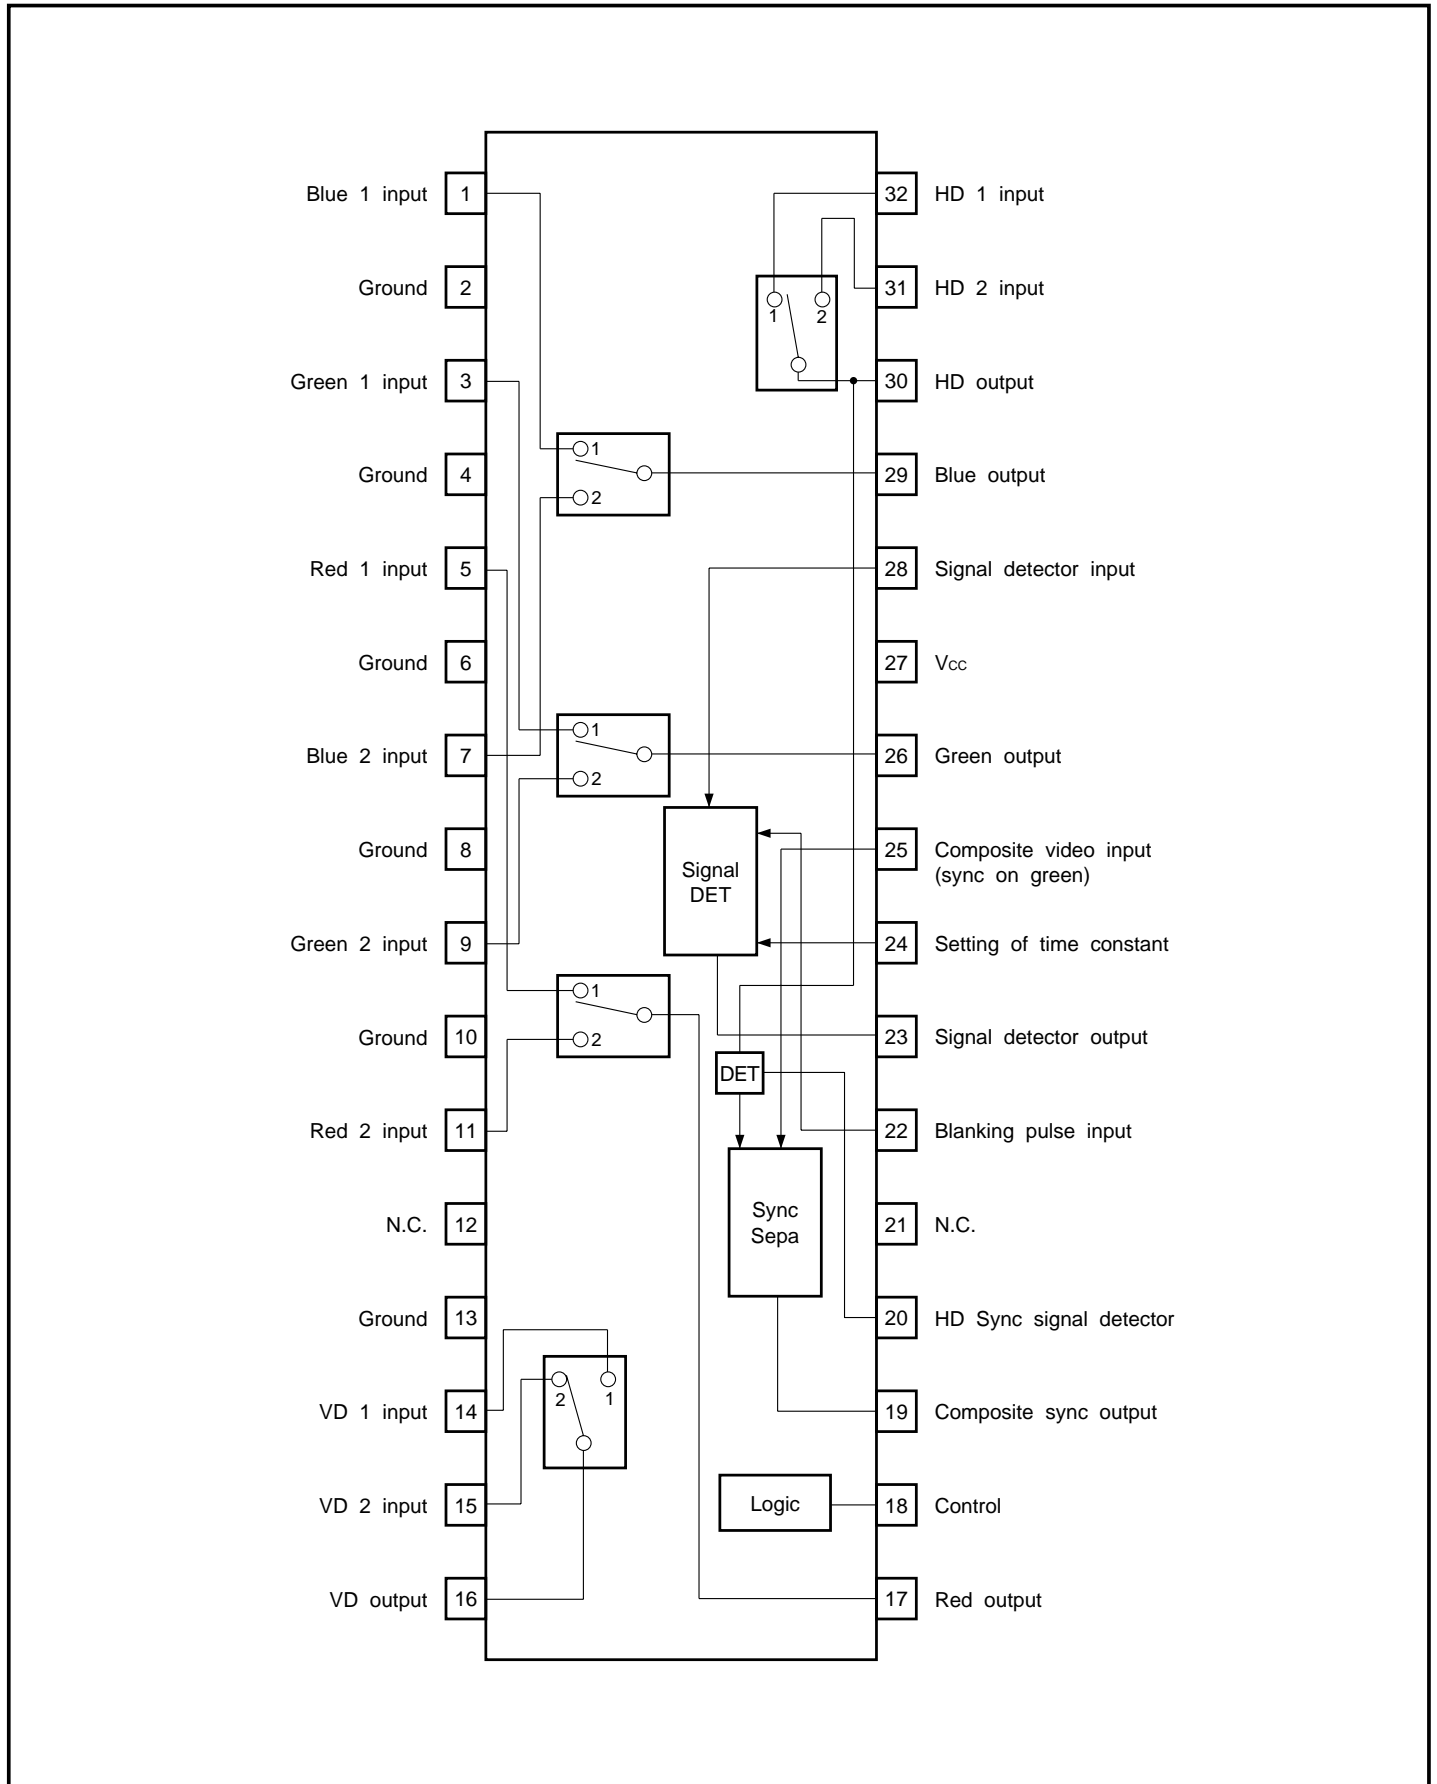 Blue 1 input 1
32 HD 1 input
Ground 2
31 HD 2 input
1 2
Green 1 input 3
30 HD output
1
Ground 4
29 Blue output
2
Red 1 input 5
28 Signal detector input
Ground 6
27 Vcc
1
Blue 2 input 7
26 Green output
2
Ground 8
25 Composite video input
(sync on green)
Signal
DET
Green 2 input 9
24 Setting of time constant
1
Ground 10
23 Signal detector output
2
DET
Red 2 input 11
22 Blanking pulse input
N.C. 12
Sync
Sepa
21 N.C.
Ground 13
20 HD Sync signal detector
2 1
VD 1 input 14
19 Composite sync output
VD 2 input 15
Logic
18 Control
VD output 16
17 Red output